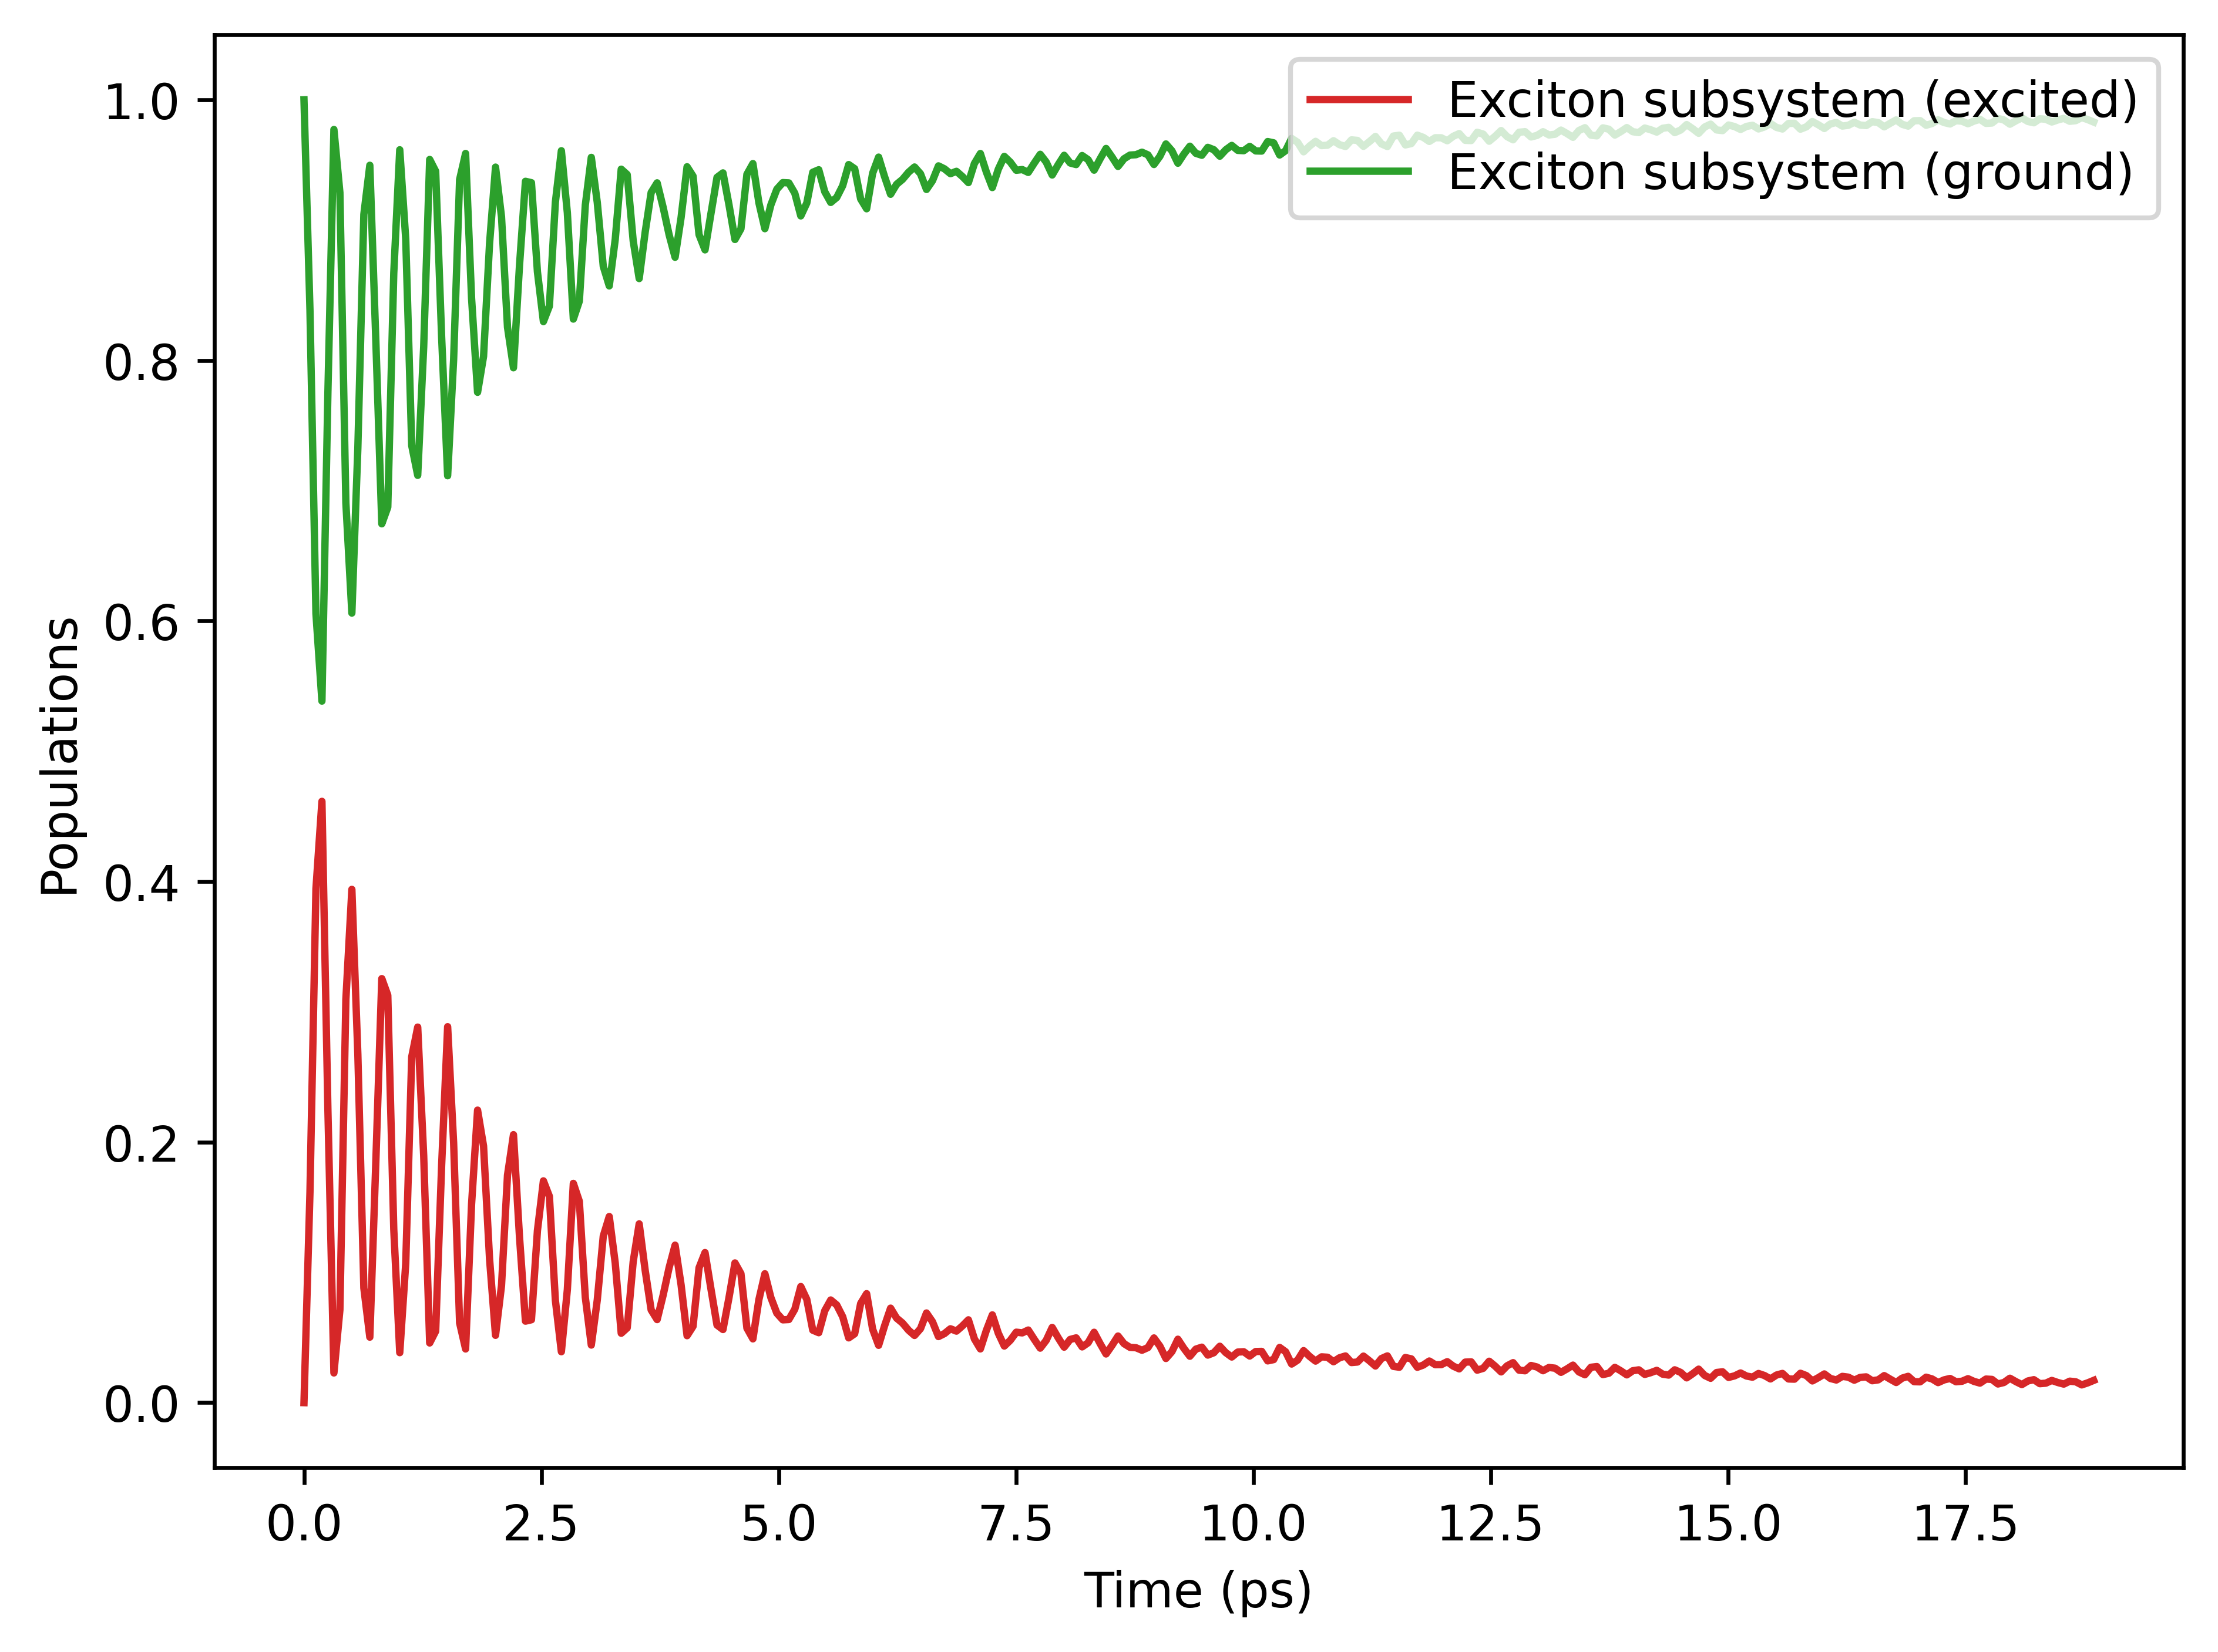 Exciton subsystem (excited)
Exciton subsystem (ground)
Populations
1.0
0.8
0.6
0.4
0.2
0.0
0.0 2.5 5.0 7.5 10.0 12.5 15.0 17.5
Time (ps)